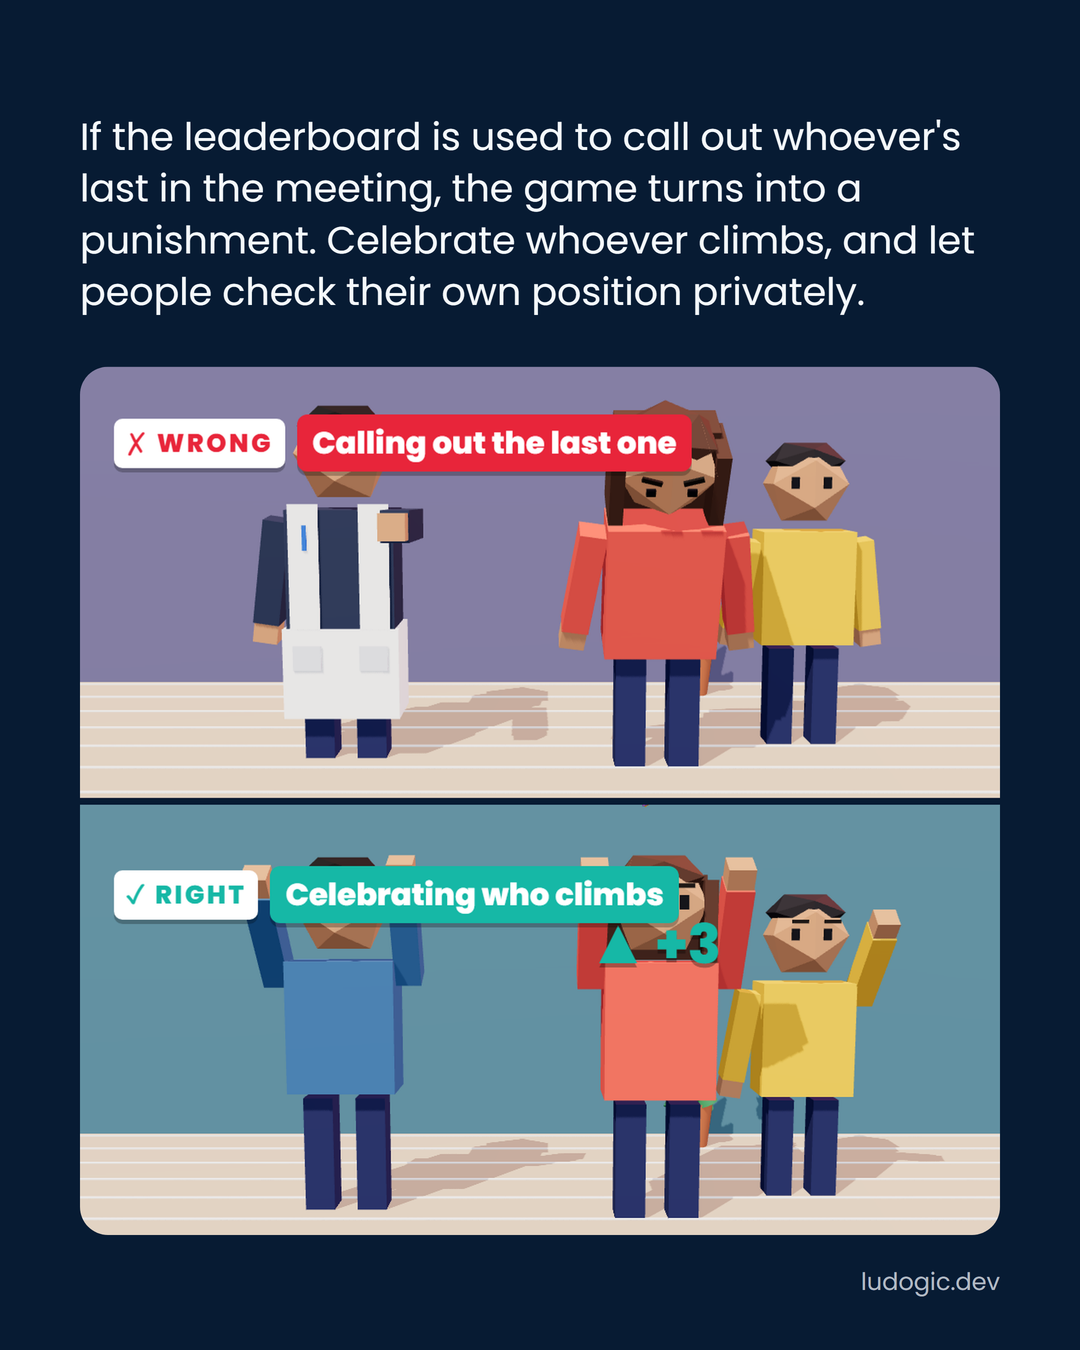 If the leaderboard is used to call out whoever's
last in the meeting, the game turns into a
punishment. Celebrate whoever climbs, and let
people check their own position privately.
✗ WRONG
Calling out the last one
✓ RIGHT
Celebrating who climbs
▲ +3
ludogic.dev